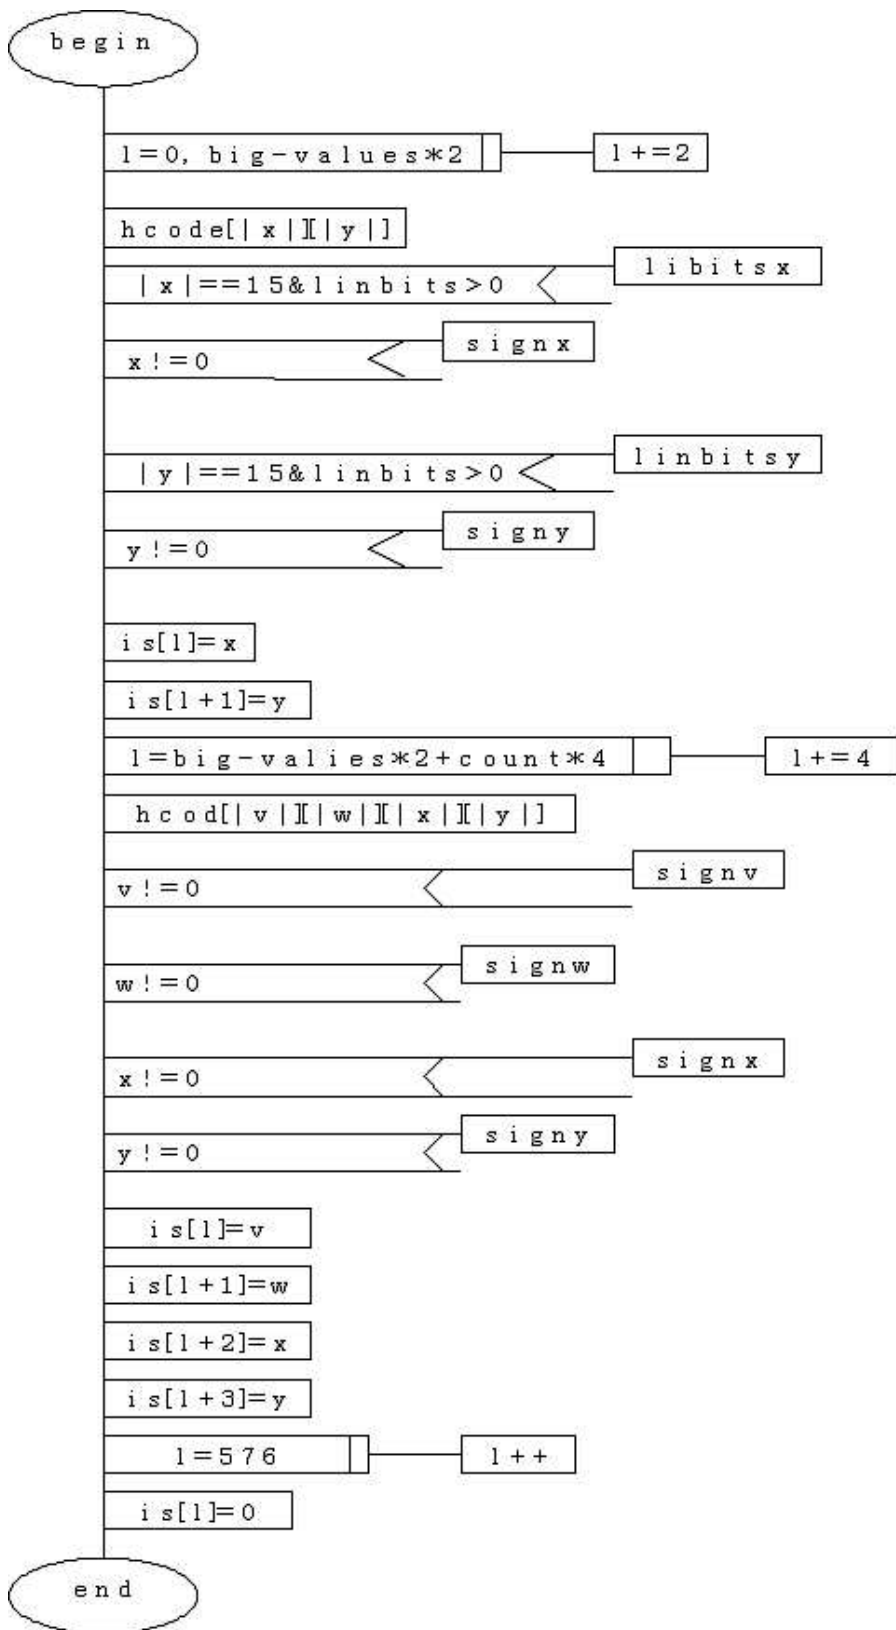 begin
l=0, big-values*2
l+=2
hcode[|x|][|y|]
|x|==15&linbits>0
libitsx
x!=0
signx
|y|==15&linbits>0
linbitsy
y!=0
signy
is[l]=x
is[l+1]=y
l=big-valies*2+count*4
l+=4
hcod[|v|][|w|][|x|][|y|]
v!=0
signv
w!=0
signw
x!=0
signx
y!=0
signy
is[l]=v
is[l+1]=w
is[l+2]=x
is[l+3]=y
l=576
l++
is[l]=0
end